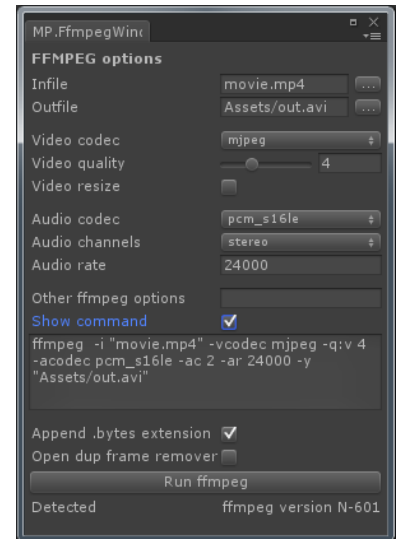 MP.FfmpegWin
FFMPEG options
Infile movie.mp4 ...
Outfile Assets/out.avi ...
Video codec mjpeg
Video quality 4
Video resize
Audio codec pcm_s16le
Audio channels stereo
Audio rate 24000
Other ffmpeg options
Show command
ffmpeg -i "movie.mp4" -vcodec mjpeg -q:v 4
-acodec pcm_s16le -ac 2 -ar 24000 -y
"Assets/out.avi"
Append .bytes extension
Open dup frame remover
Run ffmpeg
Detected ffmpeg version N-601